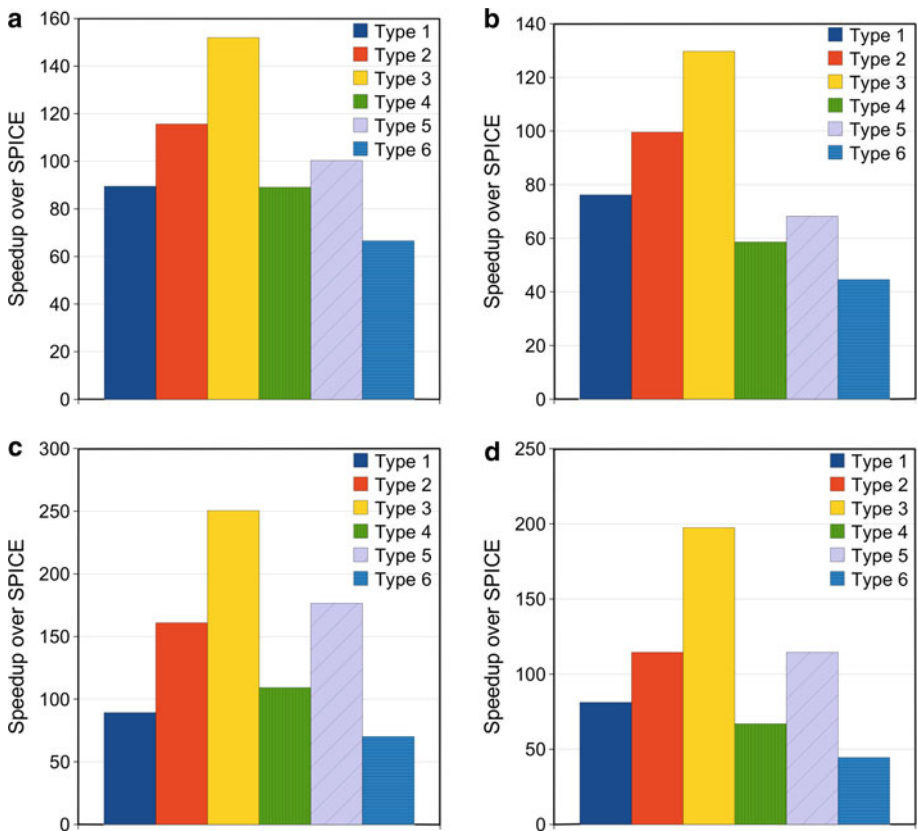 a
Speedup over SPICE
160
140
120
100
80
60
40
20
0
Type 1
Type 2
Type 3
Type 4
Type 5
Type 6
b
Speedup over SPICE
140
120
100
80
60
40
20
0
Type 1
Type 2
Type 3
Type 4
Type 5
Type 6
c
Speedup over SPICE
300
250
200
150
100
50
0
Type 1
Type 2
Type 3
Type 4
Type 5
Type 6
d
Speedup over SPICE
250
200
150
100
50
0
Type 1
Type 2
Type 3
Type 4
Type 5
Type 6